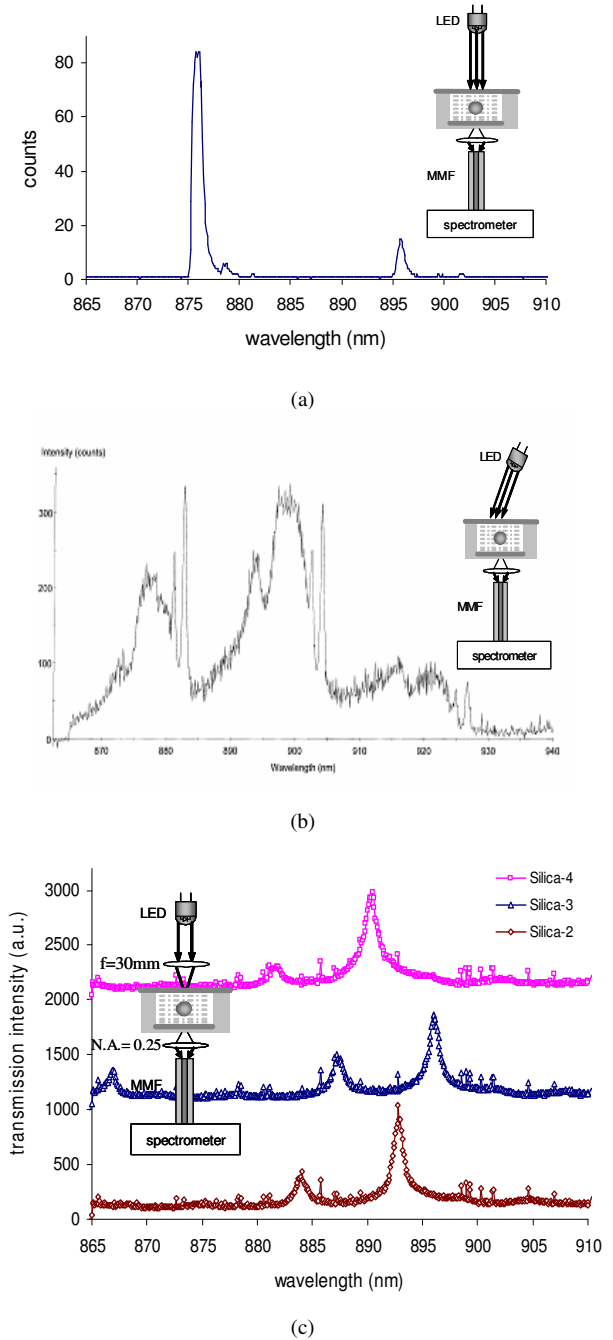 LED
80
60
40
20
0
counts
MMF
spectrometer
865 870 875 880 885 890 895 900 905 910
wavelength (nm)
(a)
Intensity (counts)
300
200
100
0
LED
MMF
spectrometer
870 880 890 900 910 920 930 940
Wavelength (nm)
(b)
3000
2500
2000
1500
1000
500
0
transmission intensity (a.u.)
LED
f=30mm
N.A.= 0.25
MMF
spectrometer
Silica-4
Silica-3
Silica-2
865 870 875 880 885 890 895 900 905 910
wavelength (nm)
(c)